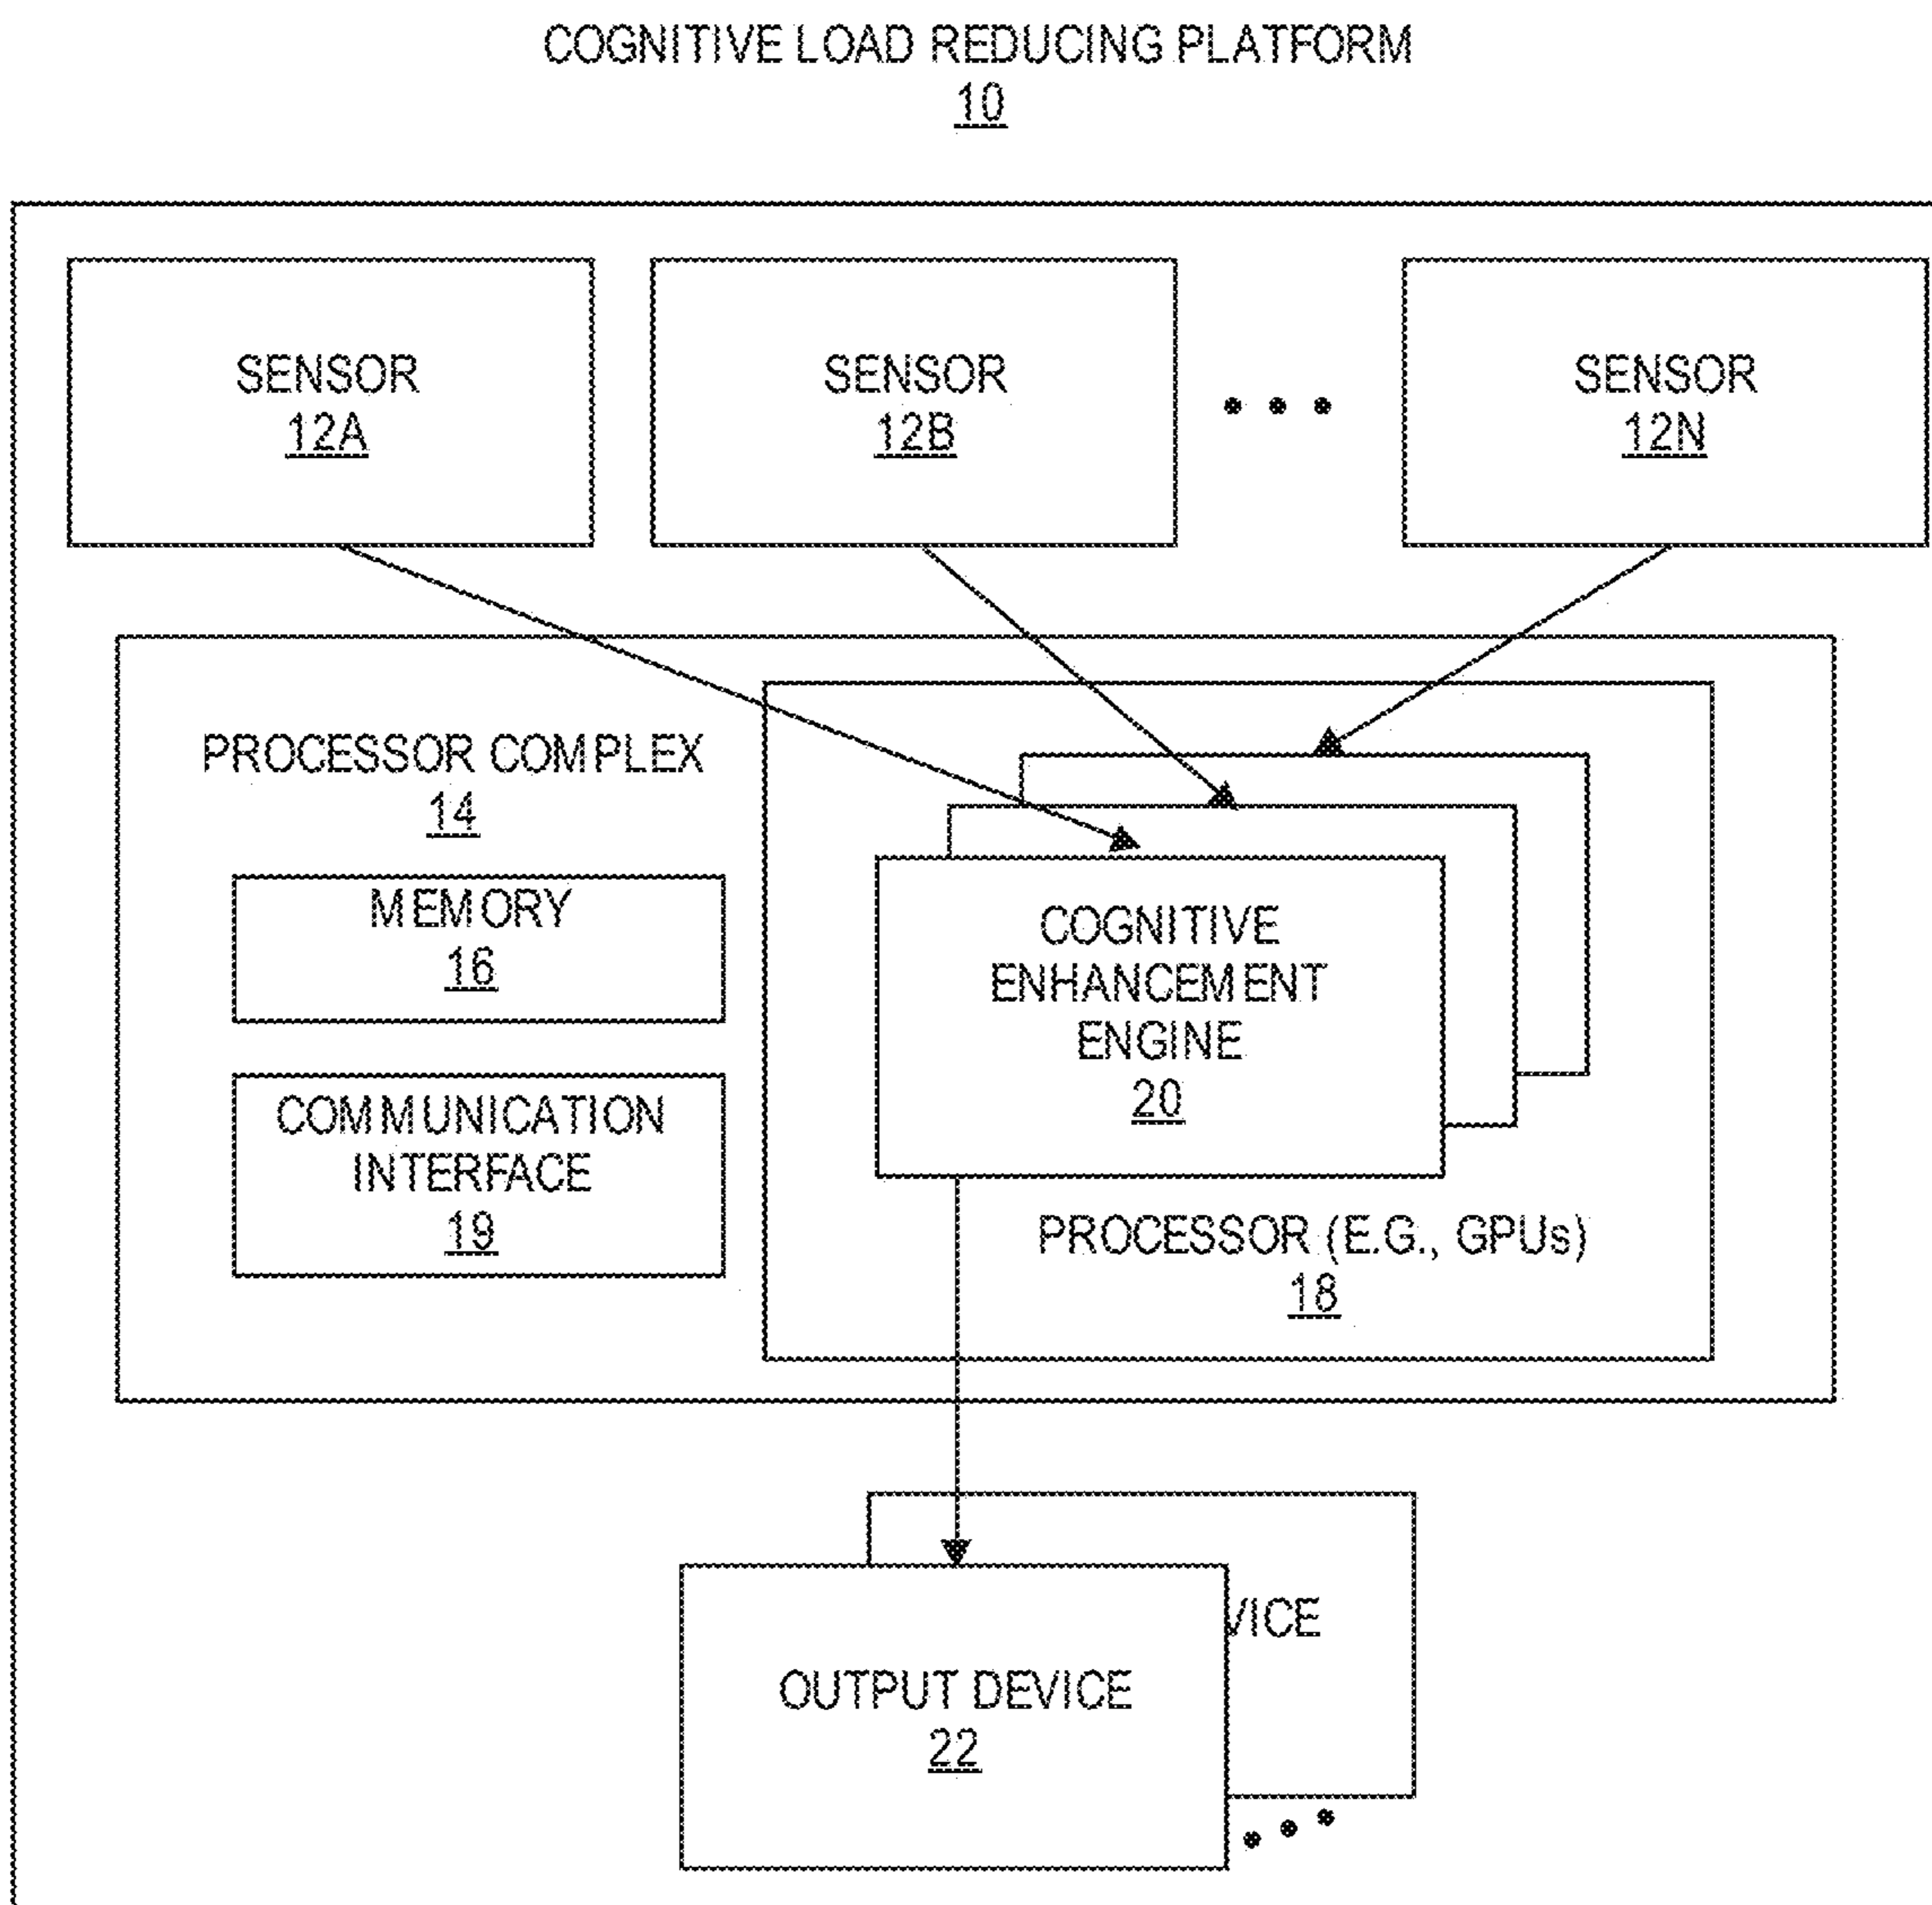 COGNITIVE LOAD REDUCING PLATFORM
10
SENSOR
12A
SENSOR
12B
SENSOR
12N
PROCESSOR COMPLEX
14
MEMORY
16
COMMUNICATION
INTERFACE
19
COGNITIVE
ENHANCEMENT
ENGINE
20
PROCESSOR (E.G., GPUs)
18
VICE
OUTPUT DEVICE
22